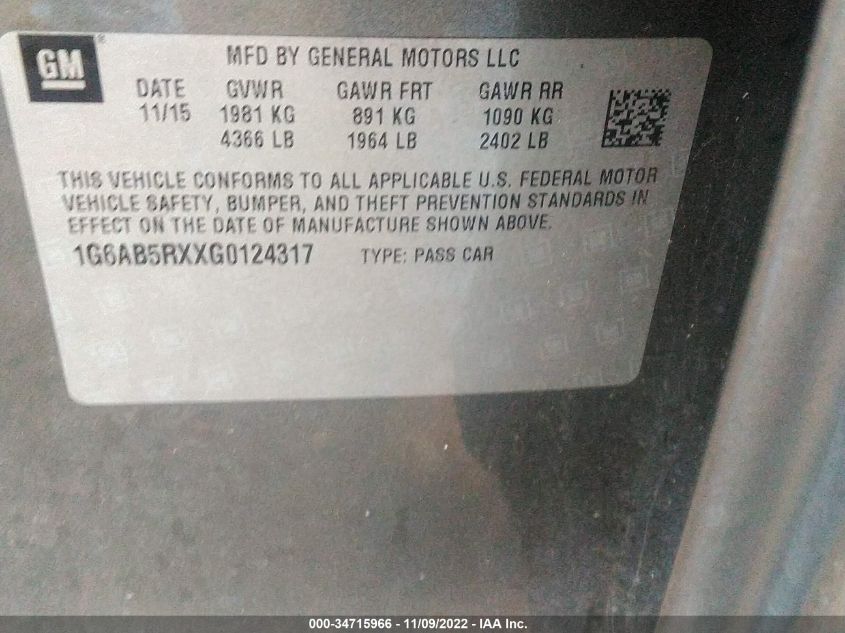 GM®
MFD BY GENERAL MOTORS LLC
DATE GVWR GAWR FRT GAWR RR
11/15 1981 KG 891 KG 1090 KG
4366 LB 1964 LB 2402 LB
THIS VEHICLE CONFORMS TO ALL APPLICABLE U.S. FEDERAL MOTOR
VEHICLE SAFETY, BUMPER, AND THEFT PREVENTION STANDARDS IN
EFFECT ON THE DATE OF MANUFACTURE SHOWN ABOVE.
1G6AB5RXXG0124317 TYPE: PASS CAR
000-34715966 - 11/09/2022 - IAA Inc.